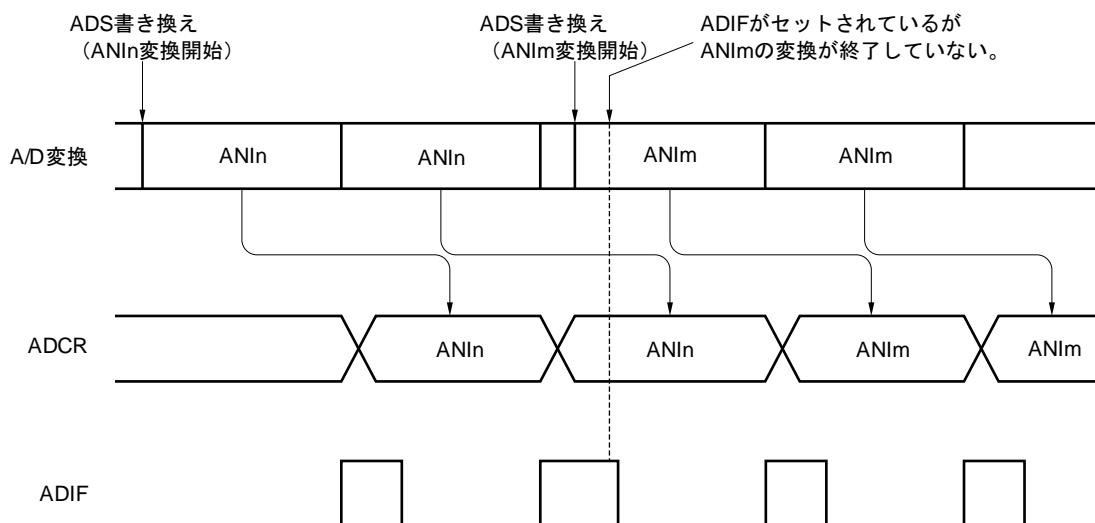 ADS書き換え
(ANIn変換開始)
ADS書き換え
(ANIm変換開始)
ADIFがセットされているが
ANImの変換が終了していない。
A/D変換
ANIn
ANIn
ANIm
ANIm
ADCR
ANIn
ANIn
ANIm
ANIm
ADIF